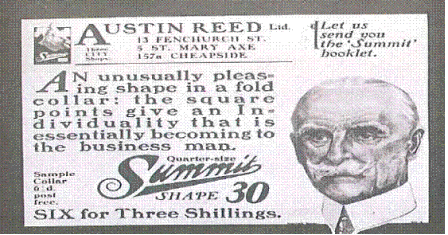 AUSTIN REED Ltd.
Three
CITY
Shops
13 FENCHURCH ST.
5 ST. MARY AXE
157a CHEAPSIDE
Let us
send you
the 'Summit'
booklet.
AN unusually pleas-
ing shape in a fold
collar: the square
points give an In-
dividuality that is
essentially becoming to
the business man.
Quarter-size
Summit
SHAPE 30
Sample
Collar
6d.
post
free.
SIX for Three Shillings.